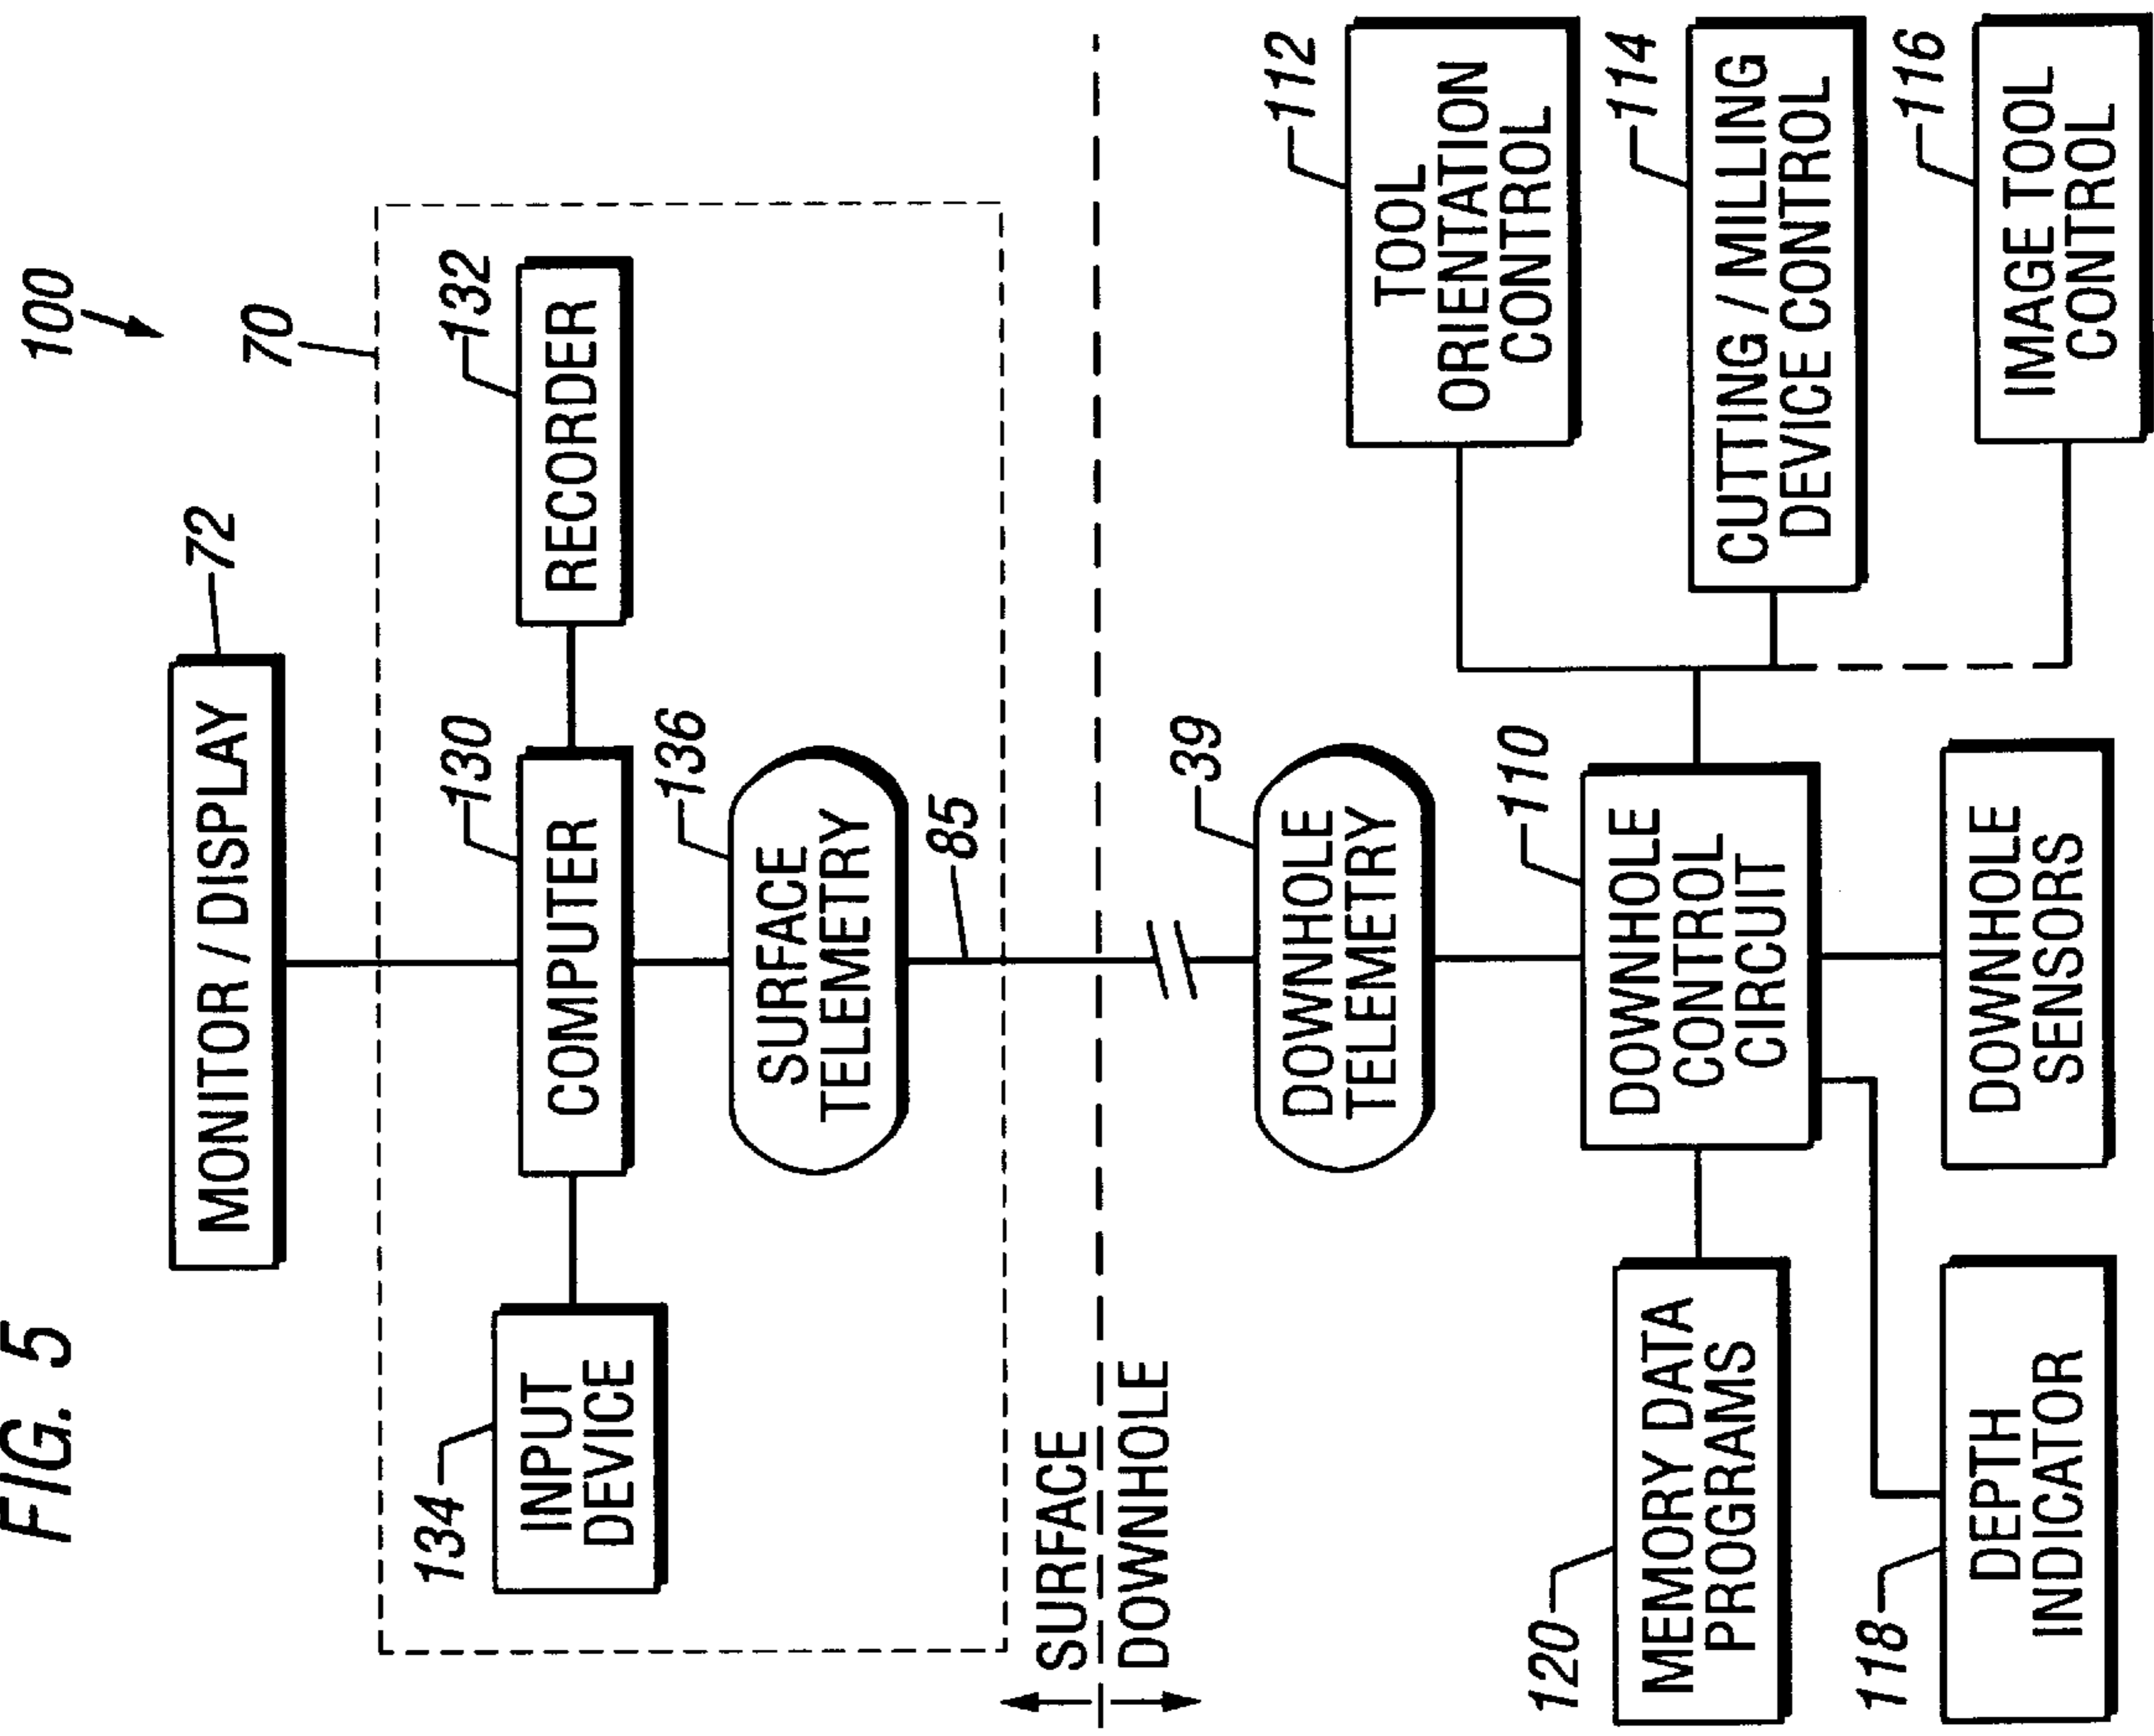 FIG. 5
100
MONITOR / DISPLAY
72
70
134
INPUT
DEVICE
130
COMPUTER
132
RECORDER
136
SURFACE
TELEMETRY
85
SURFACE
DOWNHOLE
39
DOWNHOLE
TELEMETRY
112
TOOL
ORIENTATION
CONTROL
120
MEMORY DATA
PROGRAMS
110
DOWNHOLE
CONTROL
CIRCUIT
114
CUTTING / MILLING
DEVICE CONTROL
118
DEPTH
INDICATOR
DOWNHOLE
SENSORS
116
IMAGE TOOL
CONTROL